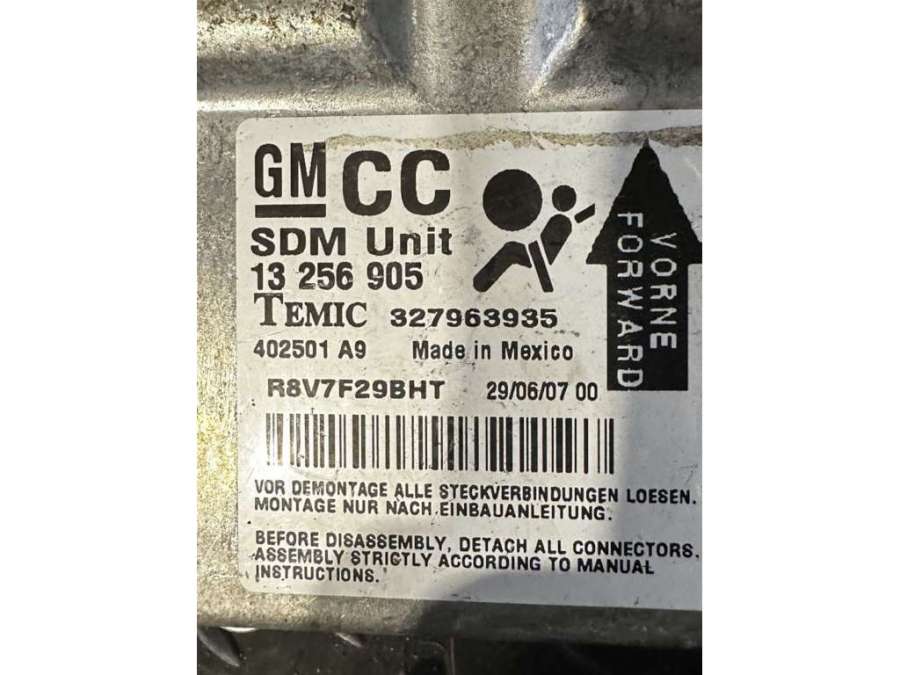 GM CC
SDM Unit
13 256 905
TEMIC 327963935
402501 A9 Made in Mexico
R8V7F29BHT 29/06/07 00
VORNE
FORWARD
VOR DEMONTAGE ALLE STECKVERBINDUNGEN LOESEN.
MONTAGE NUR NACH EINBAUANLEITUNG.
BEFORE DISASSEMBLY, DETACH ALL CONNECTORS.
ASSEMBLY STRICTLY ACCORDING TO MANUAL
INSTRUCTIONS.